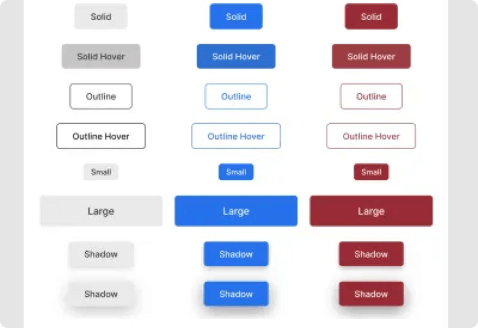 Solid Solid Solid
Solid Hover Solid Hover Solid Hover
Outline Outline Outline
Outline Hover Outline Hover Outline Hover
Small Small Small
Large Large Large
Shadow Shadow Shadow
Shadow Shadow Shadow